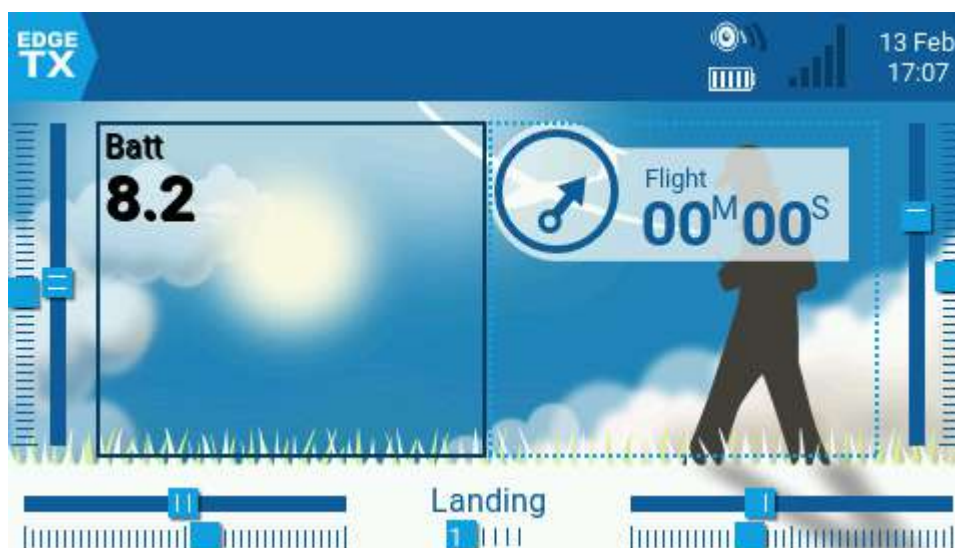 EDGE
TX
13 Feb
17:07
Batt
8.2
Flight
00M00S
Landing
1